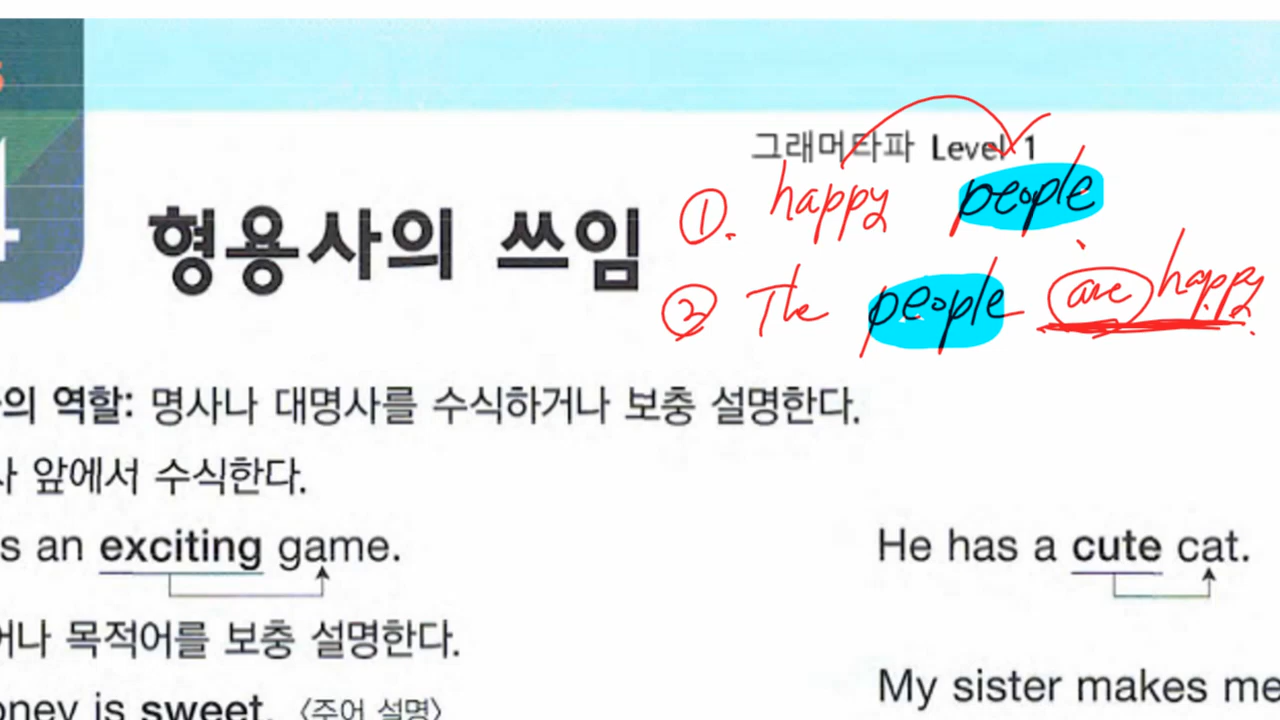 그래머타파 Level 1
①. happy people
형용사의 쓰임
② The people are happy.
의 역할: 명사나 대명사를 수식하거나 보충 설명한다.
앞에서 수식한다.
s an exciting game.
He has a cute cat.
나 목적어를 보충 설명한다.
My sister makes me
oney is sweet. 〈주어 설명〉